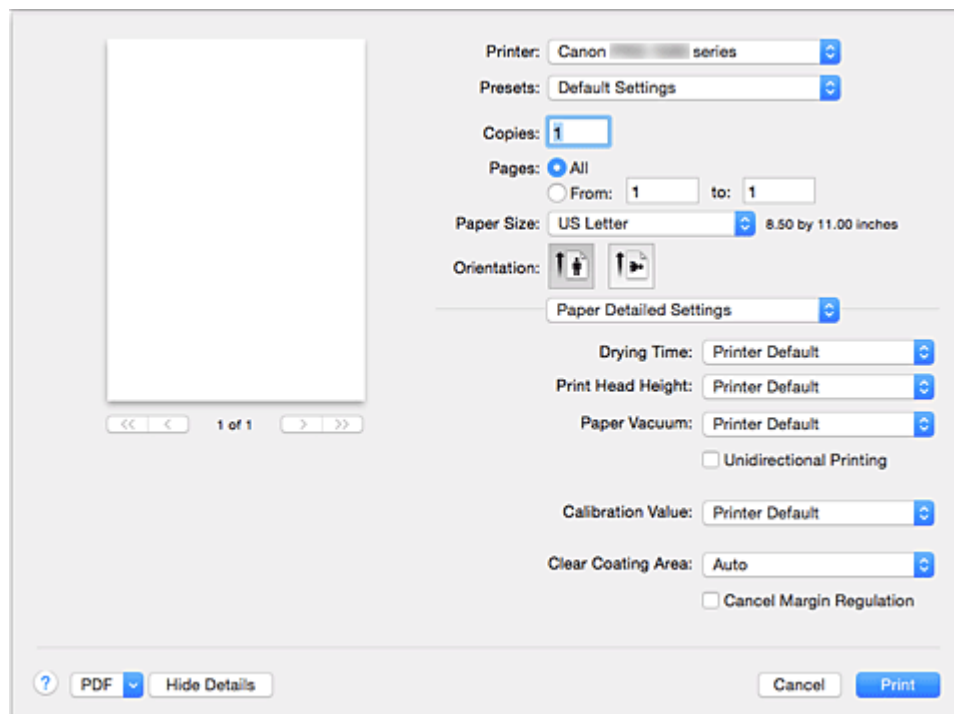 Printer: Canon series
Presets: Default Settings
Copies: 1
Pages: All
From: 1 to: 1
Paper Size: US Letter 8.50 by 11.00 inches
Orientation:
Paper Detailed Settings
Drying Time: Printer Default
Print Head Height: Printer Default
Paper Vacuum: Printer Default
Unidirectional Printing
Calibration Value: Printer Default
Clear Coating Area: Auto
Cancel Margin Regulation
<< < 1 of 1 > >>
? PDF Hide Details Cancel Print